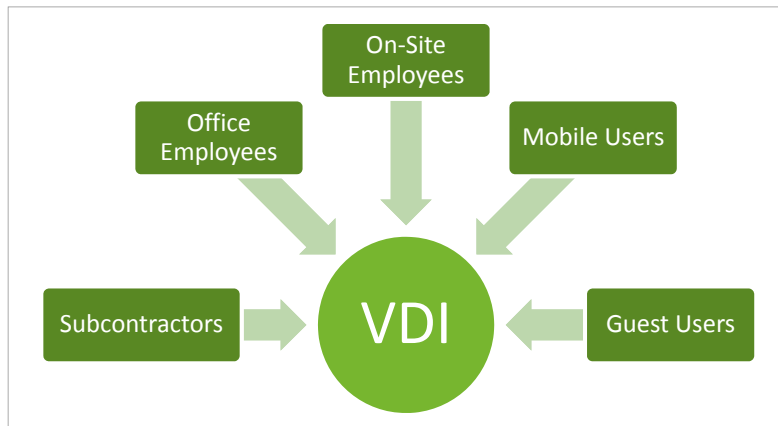 On-Site
Employees
Office
Employees
Mobile Users
Subcontractors
VDI
Guest Users